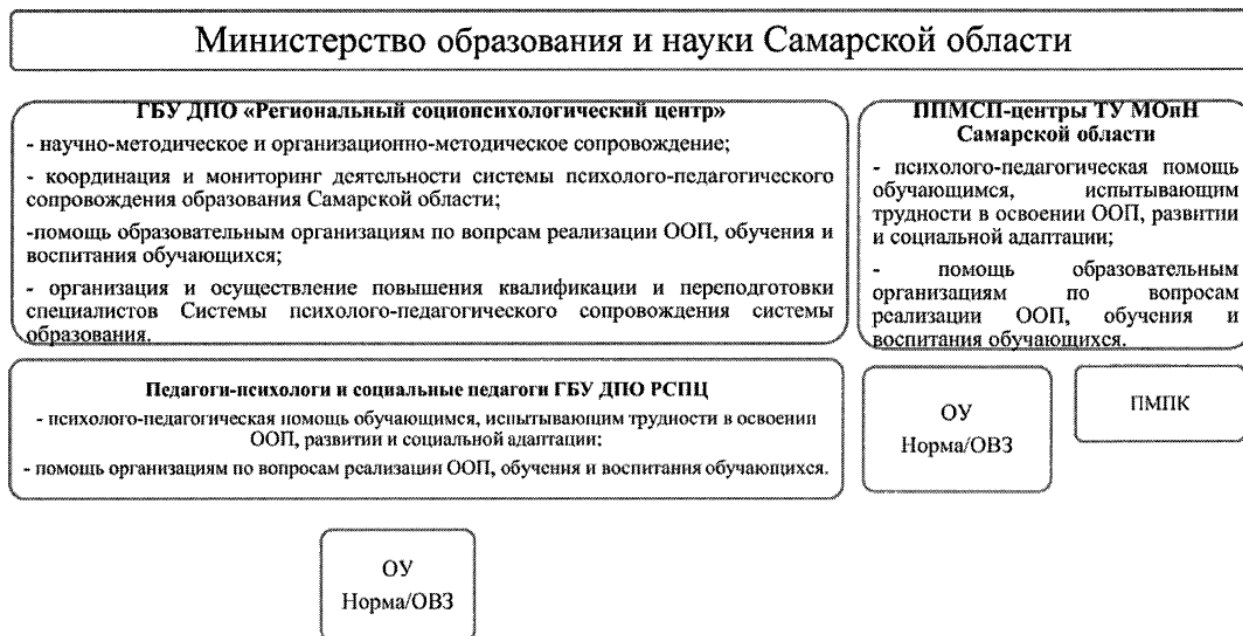 Министерство образования и науки Самарской области
ГБУ ДПО «Региональный социопсихологический центр»
- научно-методическое и организационно-методическое сопровождение;
- координация и мониторинг деятельности системы психолого-педагогического
сопровождения образования Самарской области;
-помощь образовательным организациям по вопрсам реализации ООП, обучения и
воспитания обучающихся;
- организация и осуществление повышения квалификации и переподготовки
специалистов Системы психолого-педагогического сопровождения системы
образования.
ППМСП-центры ТУ МОиН
Самарской области
- психолого-педагогическая помощь
обучающимся, испытывающим
трудности в освоении ООП, развитии
и социальной адаптации;
- помощь образовательным
организациям по вопросам
реализации ООП, обучения и
воспитания обучающихся.
Педагоги-психологи и социальные педагоги ГБУ ДПО РСПЦ
- психолого-педагогическая помощь обучающимся, испытывающим трудности в освоении
ООП, развитии и социальной адаптации;
- помощь организациям по вопросам реализации ООП, обучения и воспитания обучающихся.
ОУ
Норма/ОВЗ
ПМПК
ОУ
Норма/ОВЗ